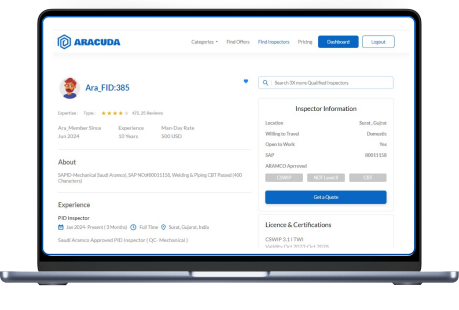 ARACUDA
Categories
Find Offers
Find Inspectors
Pricing
Dashboard
Logout
Ara_FID:385
Search 3X more Qualified Inspectors
Expertise : Type : ★★★★★ 4/5, 25 Reviews
Ara_Member Since Experience Man-Day Rate
Jan 2024 10 Years 500 USD
About
SAPID-Mechanical Saudi Aramco), SAP NO#80011158, Welding & Piping CBT Passed (400
Characters)
Experience
PID Inspector
Jan 2024- Present ( 3 Months) Full Time Surat, Gujarat, India
Saudi Aramco Approved PID Inspector ( QC- Mechanical )
Inspector Information
Location Surat , Gujrat
Willing to Travel Domestic
Open to Work Yes
SAP 80011158
ARAMCO Aprroved
CSWIP NDT Level II CBT
Get a Quote
Licence & Certifications
CSWIP 3.1 I TWI